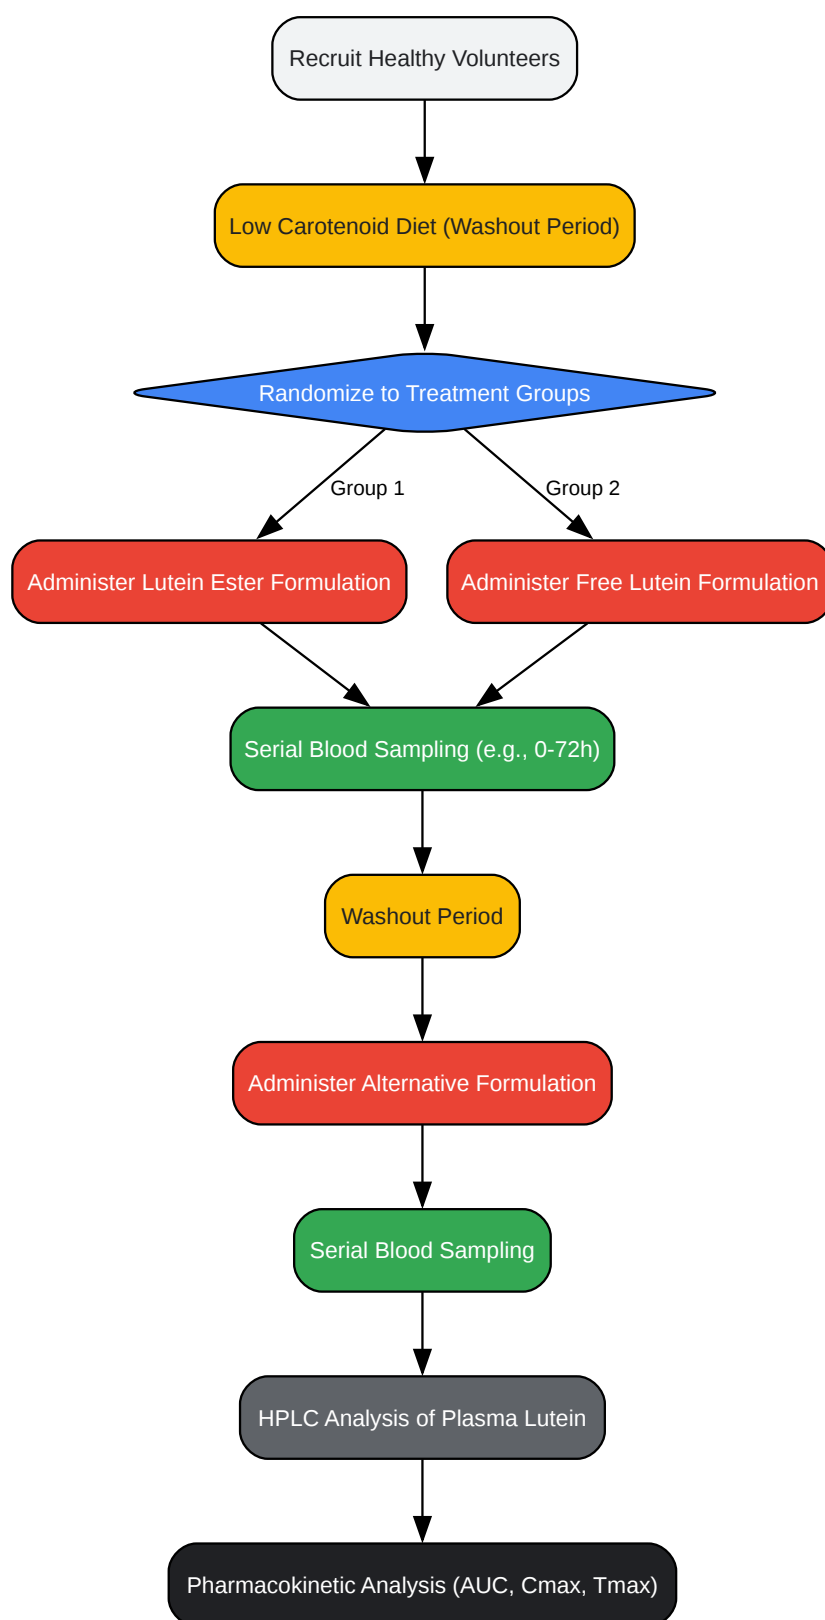 Recruit Healthy Volunteers
Low Carotenoid Diet (Washout Period)
Randomize to Treatment Groups
Group 1
Group 2
Administer Lutein Ester Formulation
Administer Free Lutein Formulation
Serial Blood Sampling (e.g., 0-72h)
Washout Period
Administer Alternative Formulation
Serial Blood Sampling
HPLC Analysis of Plasma Lutein
Pharmacokinetic Analysis (AUC, Cmax, Tmax)